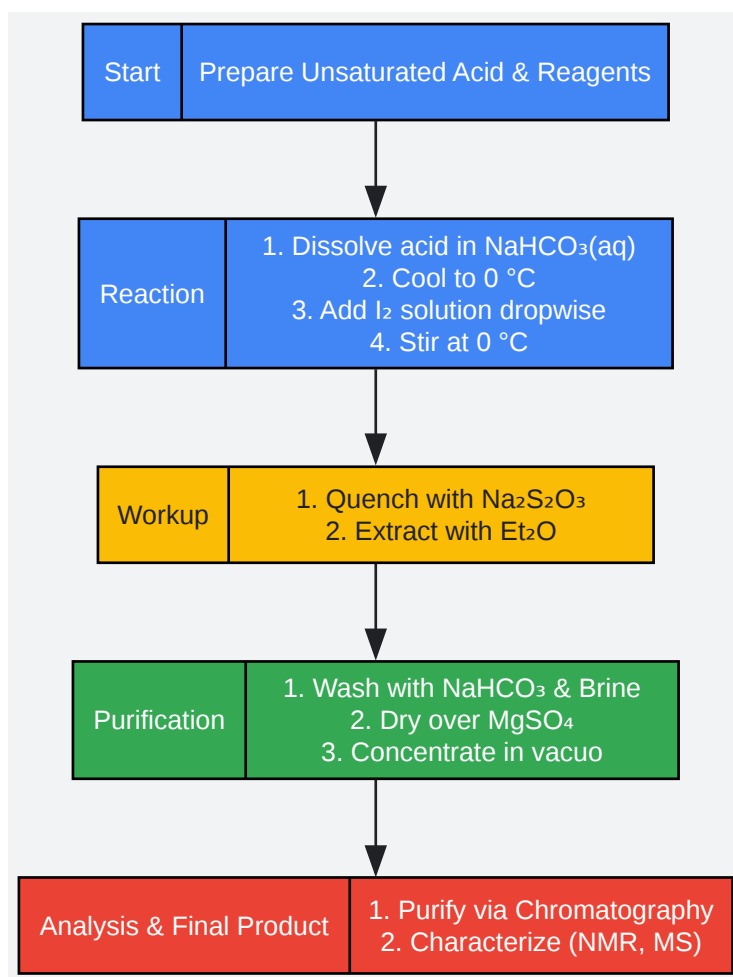 Start
Prepare Unsaturated Acid & Reagents
Reaction
1. Dissolve acid in NaHCO₃(aq)
2. Cool to 0 °C
3. Add I₂ solution dropwise
4. Stir at 0 °C
Workup
1. Quench with Na₂S₂O₃
2. Extract with Et₂O
Purification
1. Wash with NaHCO₃ & Brine
2. Dry over MgSO₄
3. Concentrate in vacuo
Analysis & Final Product
1. Purify via Chromatography
2. Characterize (NMR, MS)